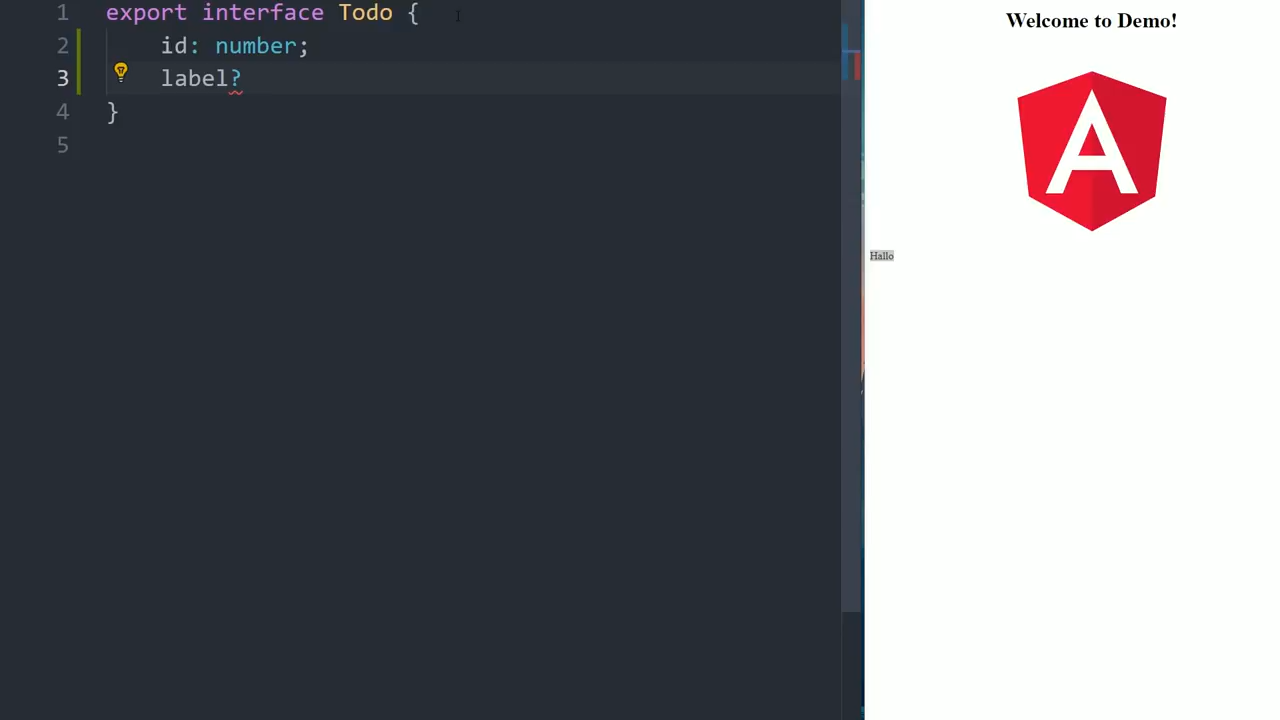 1 export interface Todo {
2 id: number;
3 label?
4 }
5
Welcome to Demo!
A
Hallo